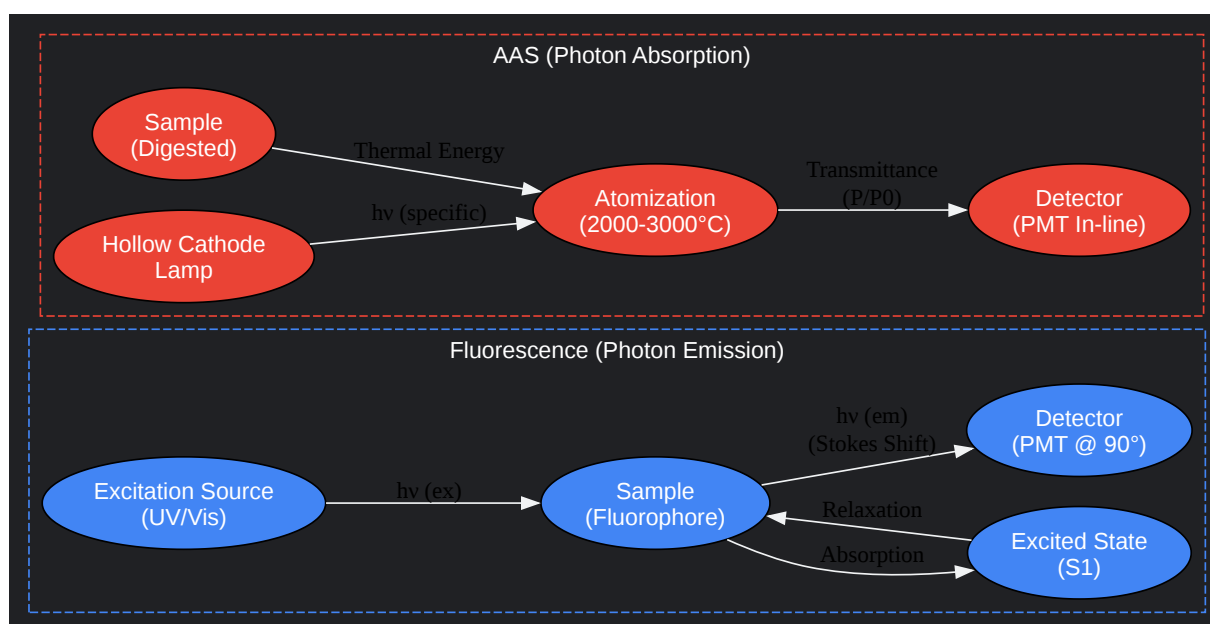 AAS (Photon Absorption)
Sample
(Digested)
Thermal Energy
Hollow Cathode
Lamp
hν (specific)
Atomization
(2000-3000°C)
Transmittance
(P/P0)
Detector
(PMT In-line)
Fluorescence (Photon Emission)
Excitation Source
(UV/Vis)
hν (ex)
Sample
(Fluorophore)
hν (em)
(Stokes Shift)
Detector
(PMT @ 90°)
Relaxation
Absorption
Excited State
(S1)